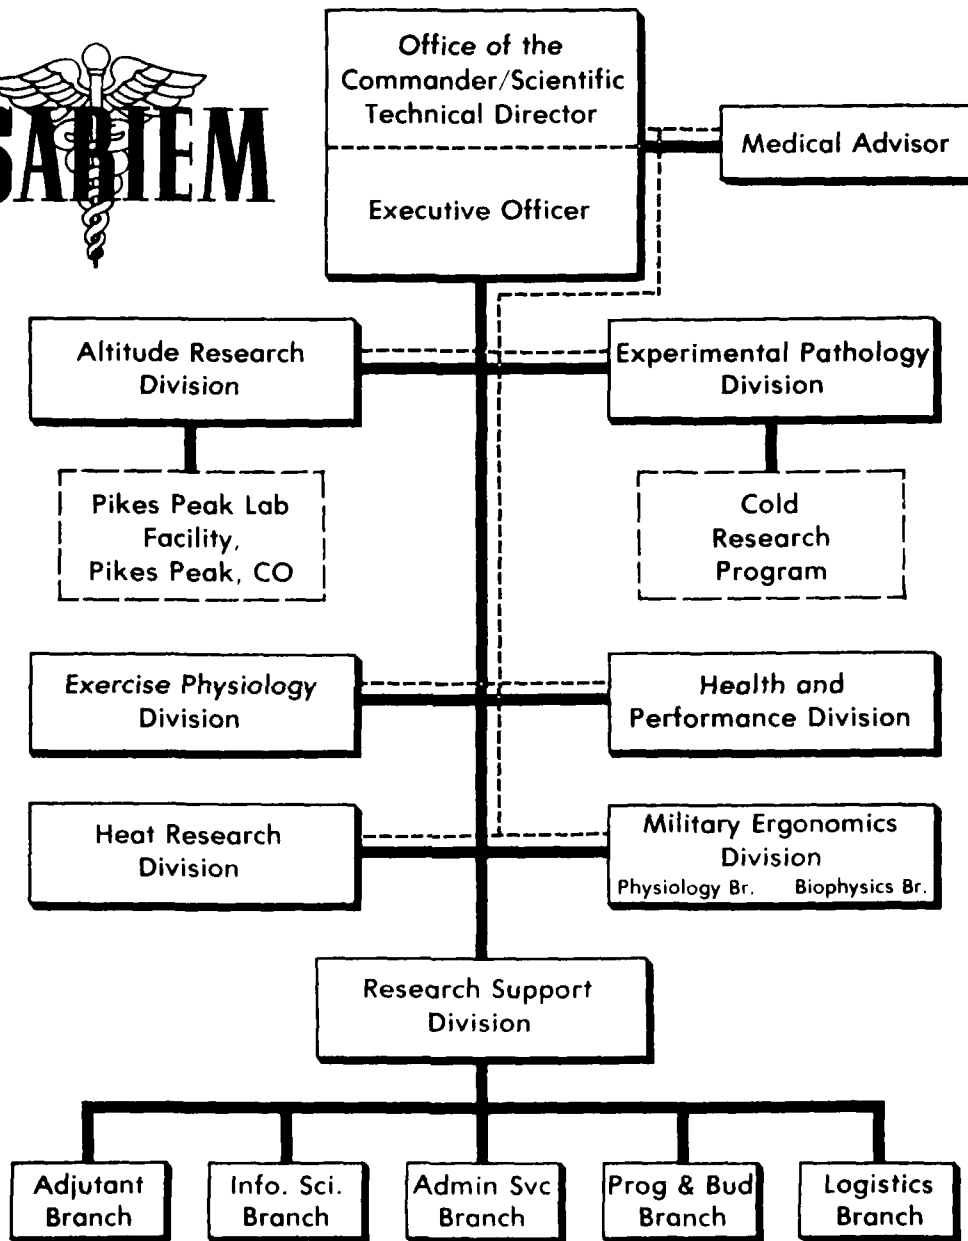 SARIEM
Office of the
Commander/Scientific
Technical Director
Executive Officer
Medical Advisor
Altitude Research
Division
Experimental Pathology
Division
Pikes Peak Lab
Facility,
Pikes Peak, CO
Cold
Research
Program
Exercise Physiology
Division
Health and
Performance Division
Heat Research
Division
Military Ergonomics
Division
Physiology Br. Biophysics Br.
Research Support
Division
Adjutant
Branch
Info. Sci.
Branch
Admin Svc
Branch
Prog & Bud
Branch
Logistics
Branch